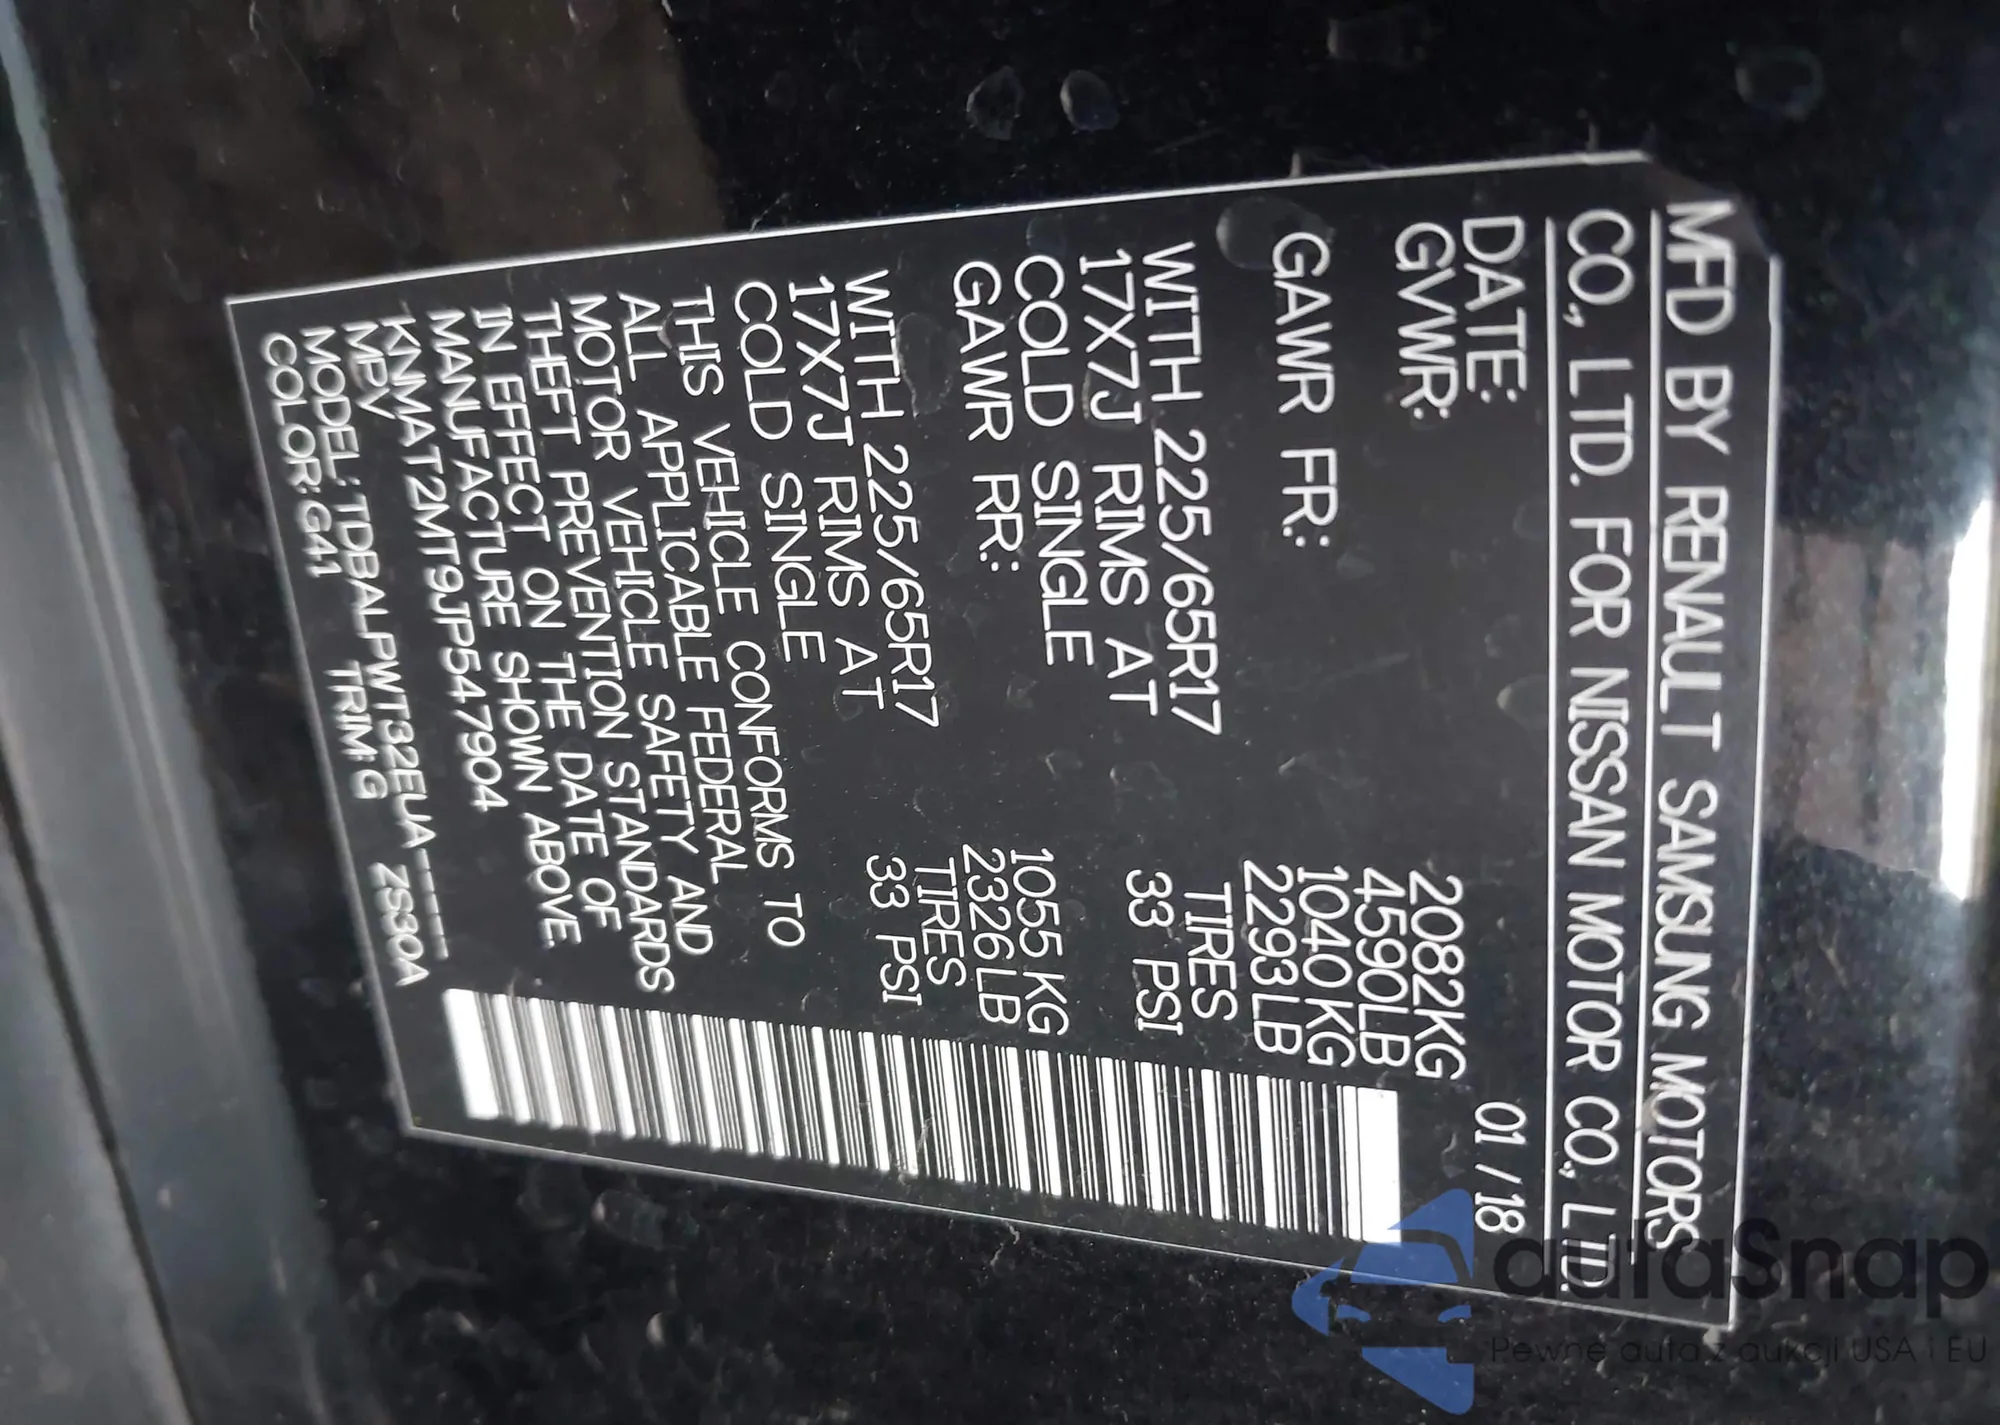 MFD BY RENAULT SAMSUNG MOTORS
CO., LTD. FOR NISSAN MOTOR CO., LTD.
DATE: 01 /18
GVWR: 2082KG
4590LB
GAWR FR: 1040KG
2293LB
WITH 225/65R17 TIRES
17X7J RIMS AT 33 PSI
COLD SINGLE
GAWR RR: 1055KG
2326LB
WITH 225/65R17 TIRES
17X7J RIMS AT 33 PSI
COLD SINGLE
THIS VEHICLE CONFORMS TO
ALL APPLICABLE FEDERAL
MOTOR VEHICLE SAFETY AND
THEFT PREVENTION STANDARDS
IN EFFECT ON THE DATE OF
MANUFACTURE SHOWN ABOVE.
KNMAT2MT9JP547904
MPV
MODEL: TDBALPWT32EUA-----
COLOR:G41 TRIM:G ZS30A
autaSnap
Pewne auta z aukcji USA i EU